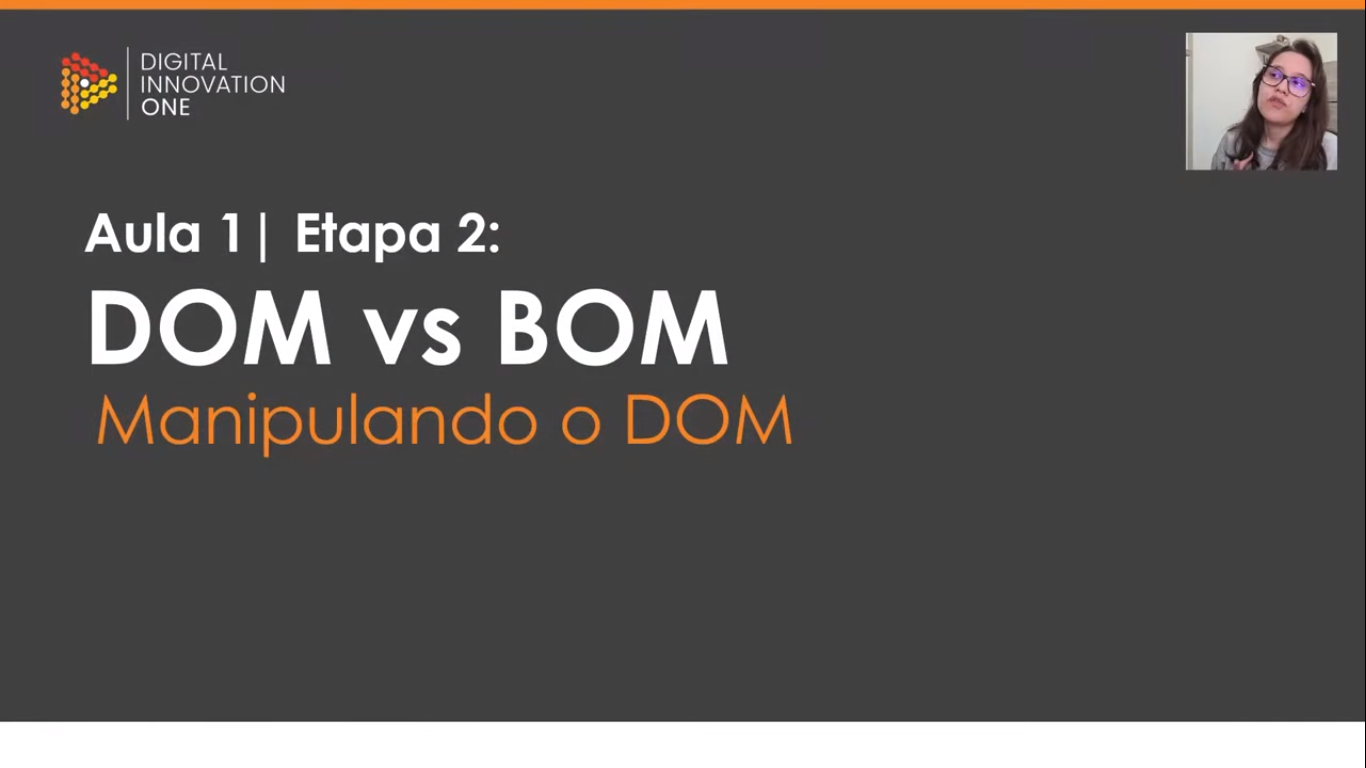 DIGITAL
INNOVATION
ONE
Aula 1| Etapa 2:
DOM vs BOM
Manipulando o DOM